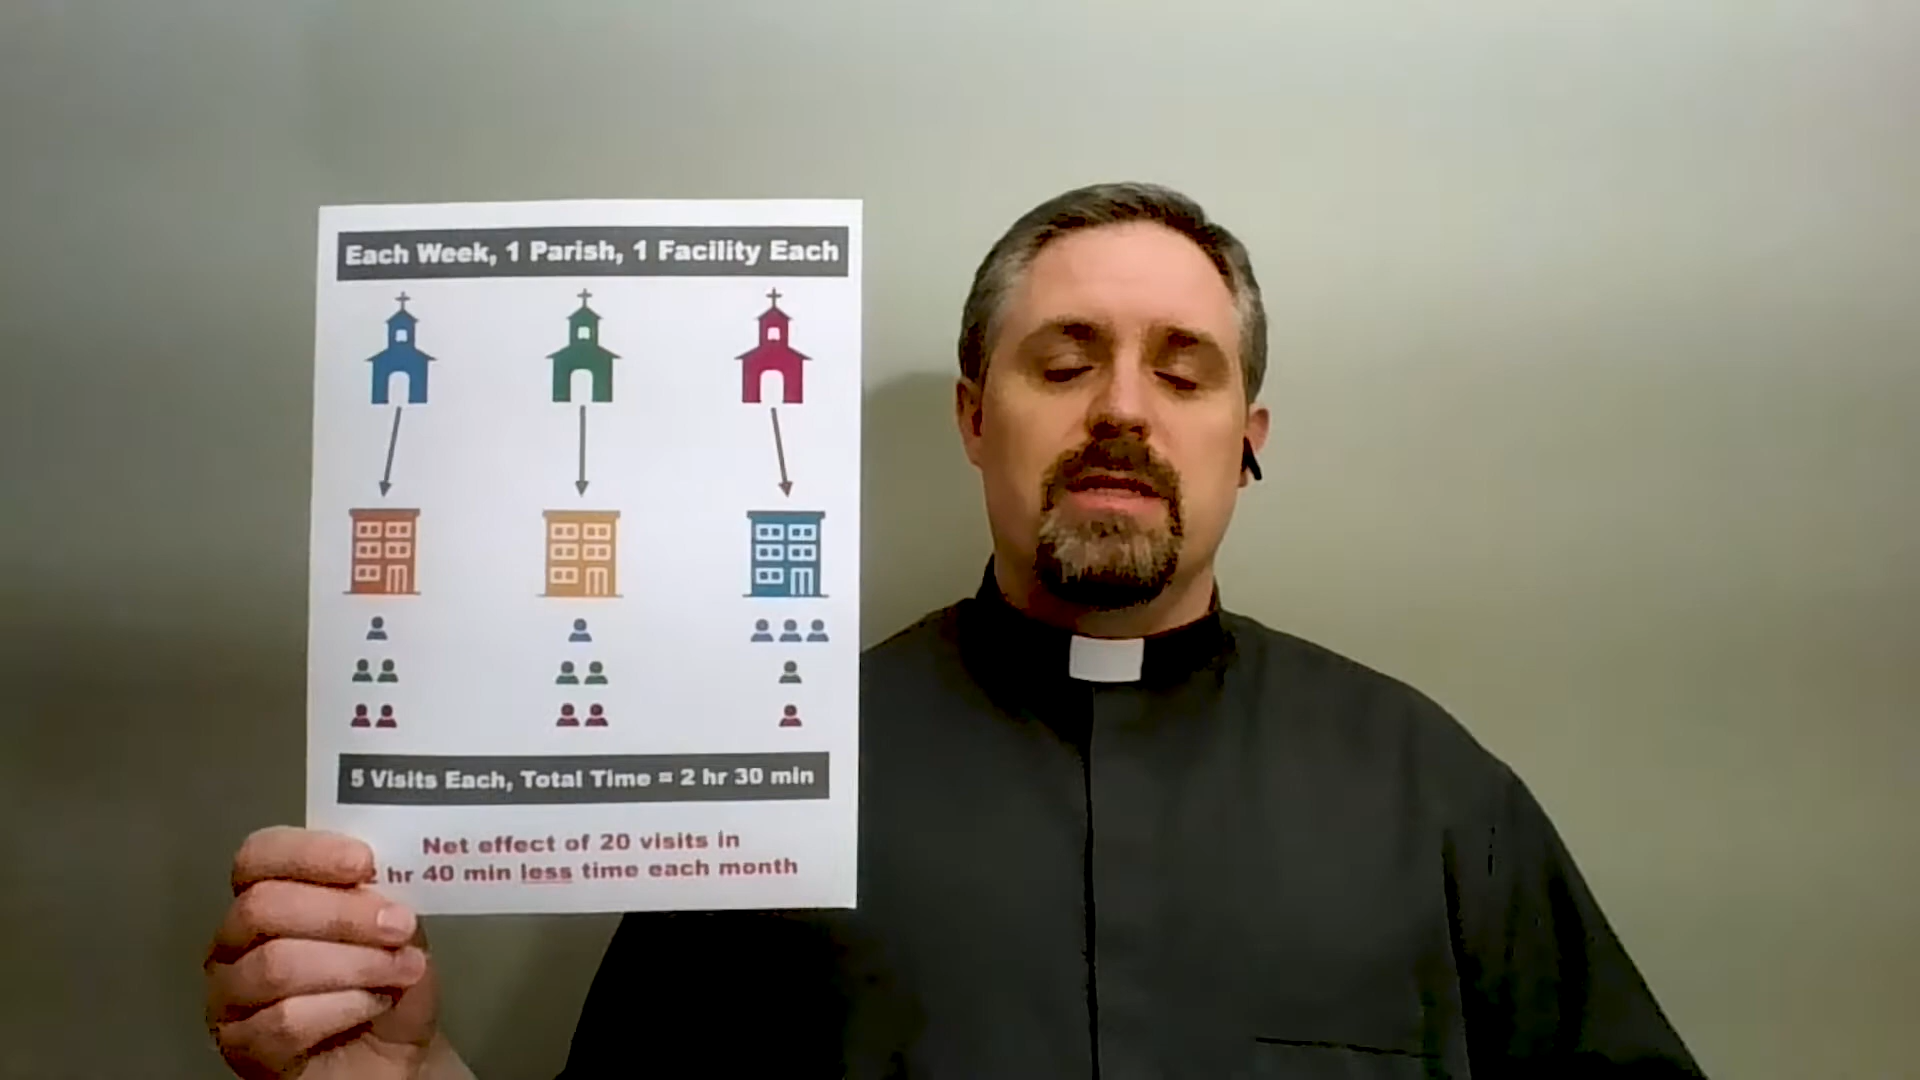 Each Week, 1 Parish, 1 Facility Each
5 Visits Each, Total Time = 2 hr 30 min
Net effect of 20 visits in
2 hr 40 min less time each month